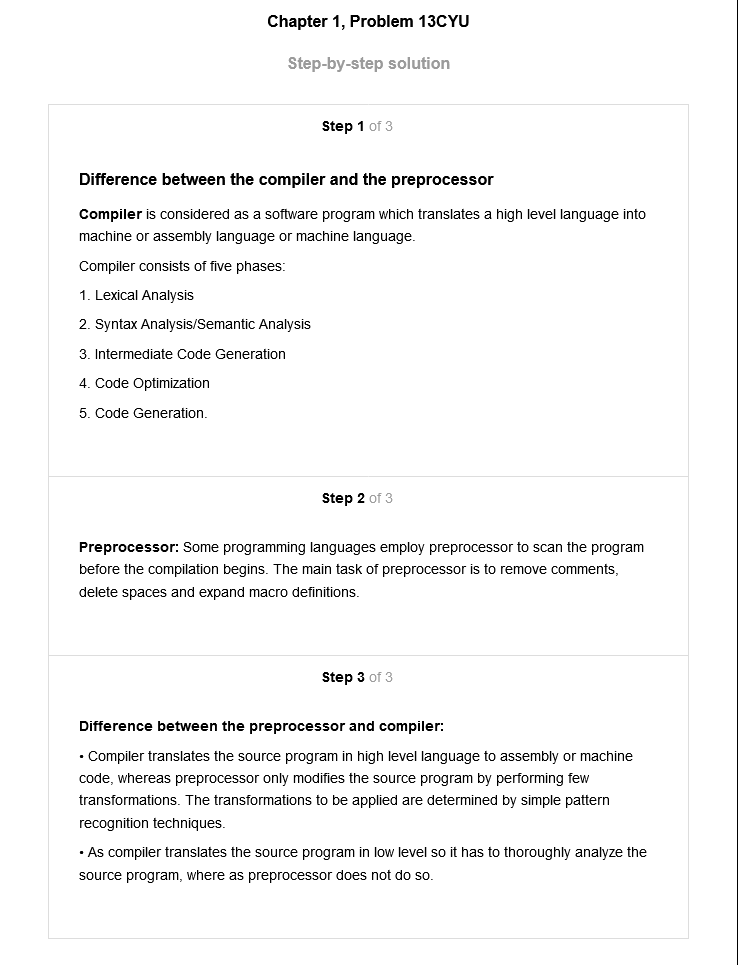 Chapter 1, Problem 13CYU
Step-by-step solution
Step 1 of 3
Difference between the compiler and the preprocessor
Compiler is considered as a software program which translates a high level language into
machine or assembly language or machine language.
Compiler consists of five phases:
1. Lexical Analysis
2. Syntax Analysis/Semantic Analysis
3. Intermediate Code Generation
4. Code Optimization
5. Code Generation.
Step 2 of 3
Preprocessor: Some programming languages employ preprocessor to scan the program
before the compilation begins. The main task of preprocessor is to remove comments,
delete spaces and expand macro definitions.
Step 3 of 3
Difference between the preprocessor and compiler:
• Compiler translates the source program in high level language to assembly or machine
code, whereas preprocessor only modifies the source program by performing few
transformations. The transformations to be applied are determined by simple pattern
recognition techniques.
• As compiler translates the source program in low level so it has to thoroughly analyze the
source program, where as preprocessor does not do so.